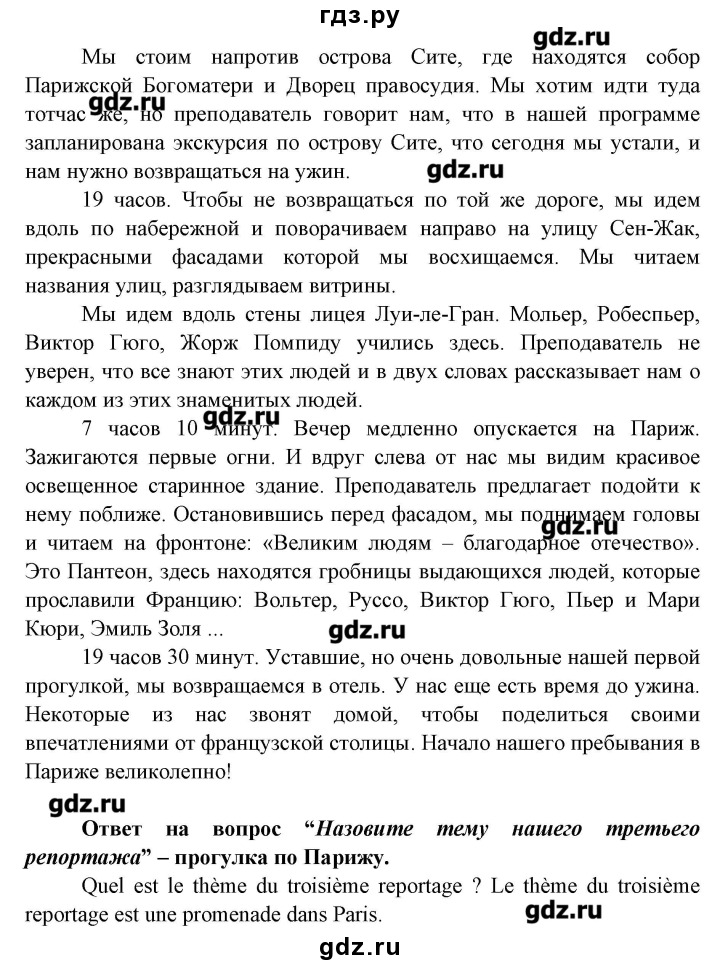 гдз.ру
gdz.ru
Мы стоим напротив острова Сите, где находятся собор
Парижской Богоматери и Дворец правосудия. Мы хотим идти туда
gdz.ru
тотчас же, но преподаватель говорит нам, что в нашей программе
запланирована экскурсия по острову Сите, что сегодня мы устали, и
нам нужно возвращаться на ужин.
gdz.ru
19 часов. Чтобы не возвращаться по той же дороге, мы идем
вдоль по набережной и поворачиваем направо на улицу Сен-Жак,
прекрасными фасадами которой мы восхищаемся. Мы читаем
названия улиц, разглядываем витрины.
Мы идем вдоль стены лицея Луи-ле-Гран. Мольер, Робеспьер,
Виктор Гюго, Жорж Помпиду учились здесь. Преподаватель не
уверен, что все знают этих людей и в двух словах рассказывает нам о
каждом из этих знаменитых людей.
gdz.ru
7 часов 10 минут. Вечер медленно опускается на Париж.
Зажигаются первые огни. И вдруг слева от нас мы видим красивое
освещенное старинное здание. Преподаватель предлагает подойти к
нему поближе. Остановившись перед фасадом, мы поднимаем головы
gdz.ru
и читаем на фронтоне: «Великим людям – благодарное отечество».
Это Пантеон, здесь находятся гробницы выдающихся людей, которые
прославили Францию: Вольтер, Руссо, Виктор Гюго, Пьер и Мари
Кюри, Эмиль Золя ...
gdz.ru
19 часов 30 минут. Уставшие, но очень довольные нашей первой
прогулкой, мы возвращаемся в отель. У нас еще есть время до ужина.
Некоторые из нас звонят домой, чтобы поделиться своими
впечатлениями от французской столицы. Начало нашего пребывания в
Париже великолепно!
gdz.ru
Ответ на вопрос “Назовите тему нашего третьего
репортажа” – прогулка по Парижу.
Quel est le thème du troisième reportage ? Le thème du troisième
reportage est une promenade dans Paris.
gdz.ru
gdz.ru